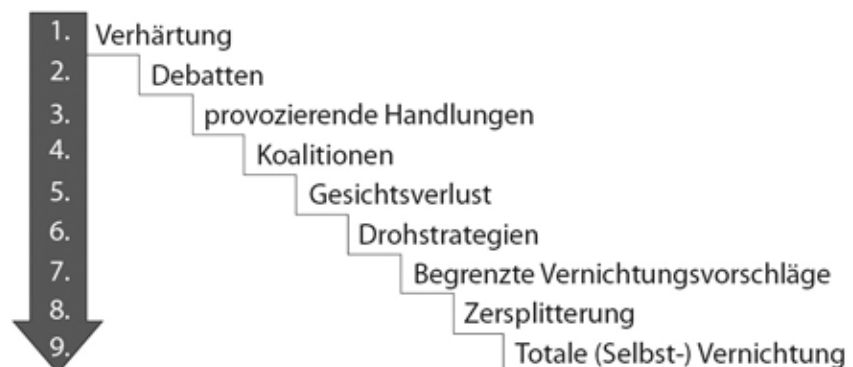 1. Verhärtung
2. Debatten
3. provozierende Handlungen
4. Koalitionen
5. Gesichtsverlust
6. Drohstrategien
7. Begrenzte Vernichtungsvorschläge
8. Zersplitterung
9. Totale (Selbst-) Vernichtung